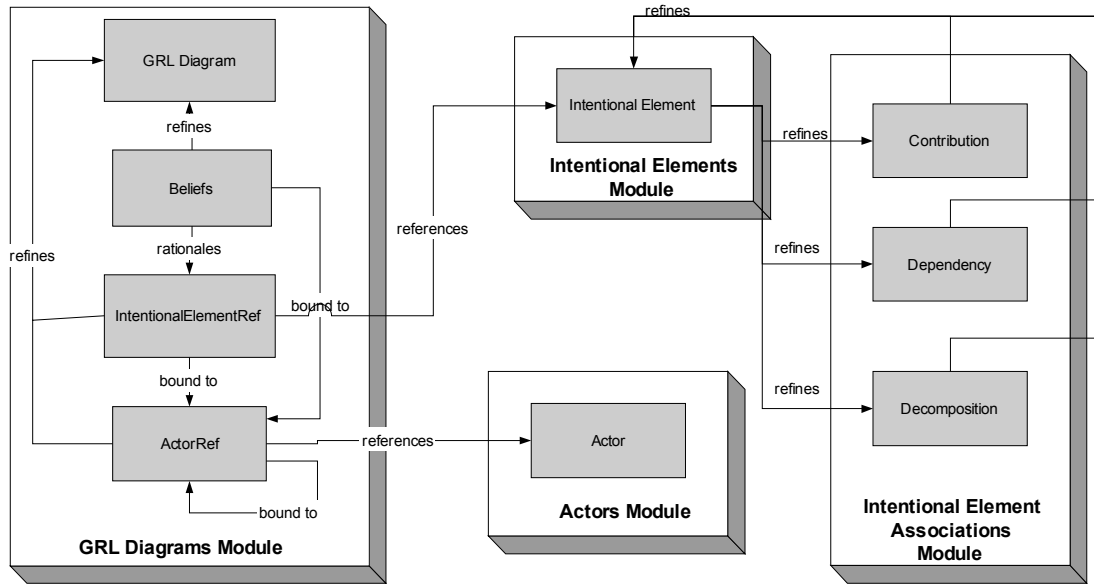 GRL Diagram
refines
Beliefs
rationales
refines
IntentionalElementRef
bound to
bound to
ActorRef
bound to
GRL Diagrams Module
references
references
Intentional Element
Intentional Elements
Module
Actor
Actors Module
refines
Contribution
refines
Dependency
refines
Decomposition
Intentional Element
Associations
Module